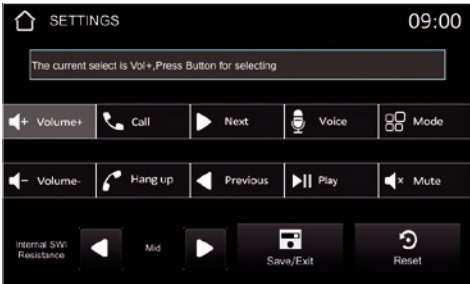 SETTINGS 09:00
The current select is Vol+,Press Button for selecting
Volume+ Call Next Voice Mode
Volume- Hang up Previous Play Mute
Internal SWI
Resistance
Mid
Save/Exit
Reset